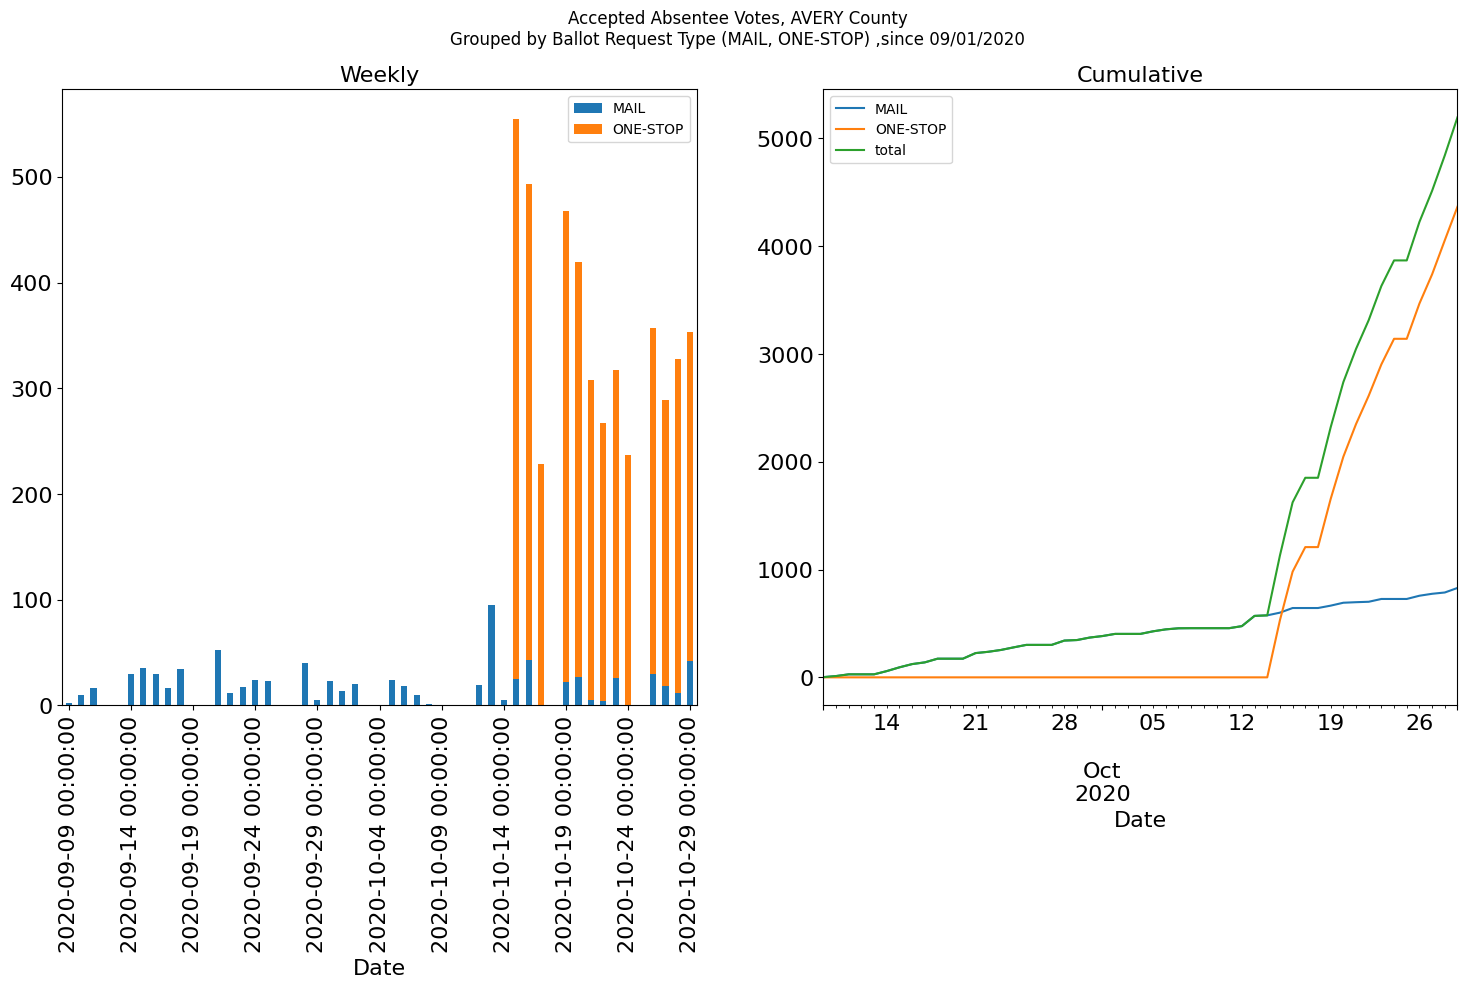 Accepted Absentee Votes, AVERY County
Grouped by Ballot Request Type (MAIL, ONE-STOP) ,since 09/01/2020
Weekly
MAIL
ONE-STOP
500
400
300
200
100
0
2020-09-09 00:00:00
2020-09-14 00:00:00
2020-09-19 00:00:00
2020-09-24 00:00:00
2020-09-29 00:00:00
2020-10-04 00:00:00
2020-10-09 00:00:00
2020-10-14 00:00:00
2020-10-19 00:00:00
2020-10-24 00:00:00
2020-10-29 00:00:00
Date
Cumulative
MAIL
ONE-STOP
total
5000
4000
3000
2000
1000
0
14 21 28 05 12 19 26
Oct
2020
Date